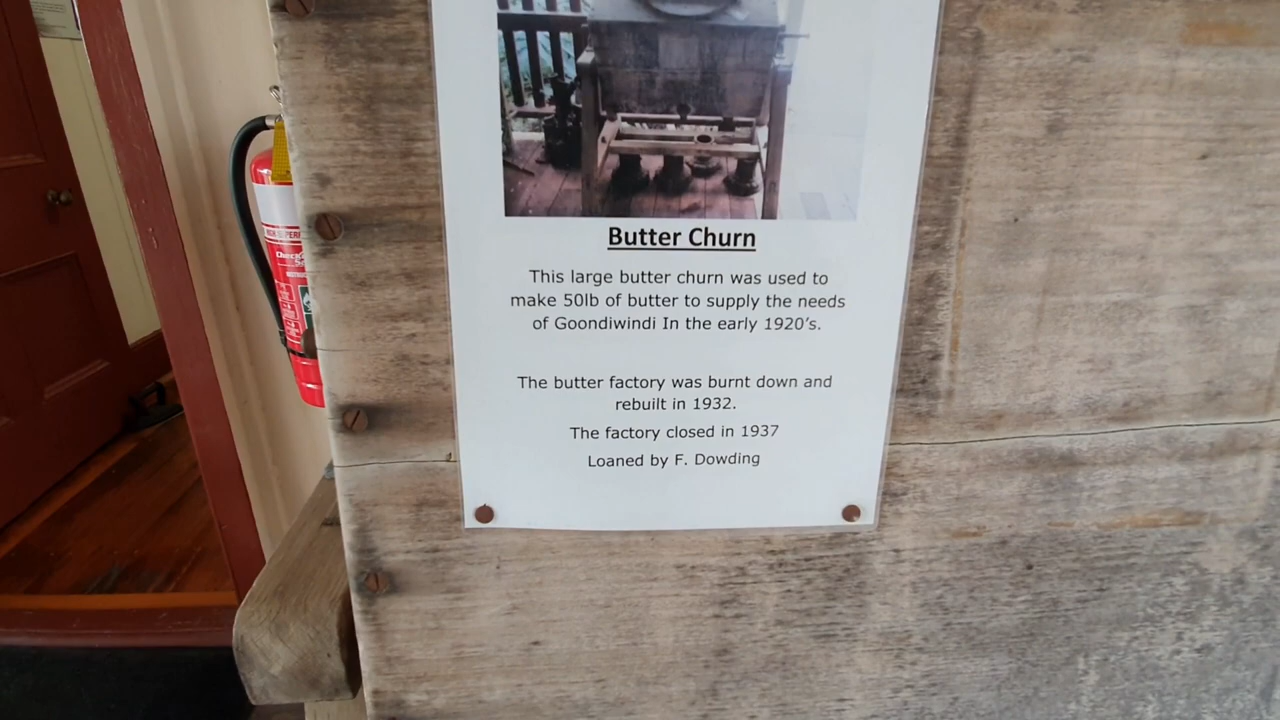 Butter Churn
This large butter churn was used to
make 50lb of butter to supply the needs
of Goondiwindi In the early 1920's.
The butter factory was burnt down and
rebuilt in 1932.
The factory closed in 1937
Loaned by F. Dowding